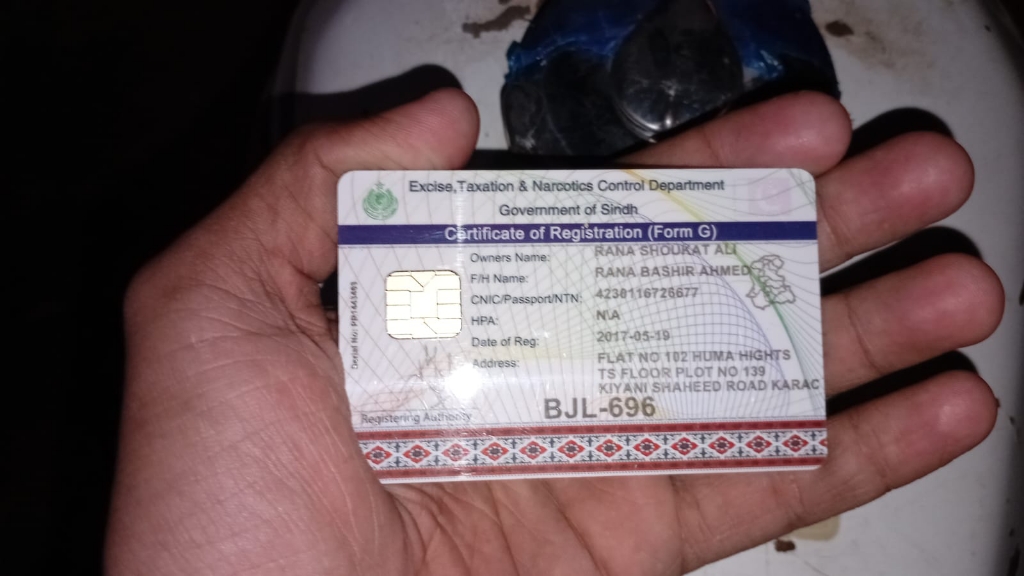 Excise,Taxation & Narcotics Control Department
Government of Sindh
Certificate of Registration (Form G)
Owners Name: RANA SHOUKAT ALI
F/H Name: RANA BASHIR AHMED
CNIC/Passport/NTN: 4230116726677
HPA: N\A
Date of Reg: 2017-05-19
Address: FLAT NO 102 HUMA HIGHTS
TS FLOOR PLOT NO 139
KIYANI SHAHEED ROAD KARAC
BJL-696
Registering Authority